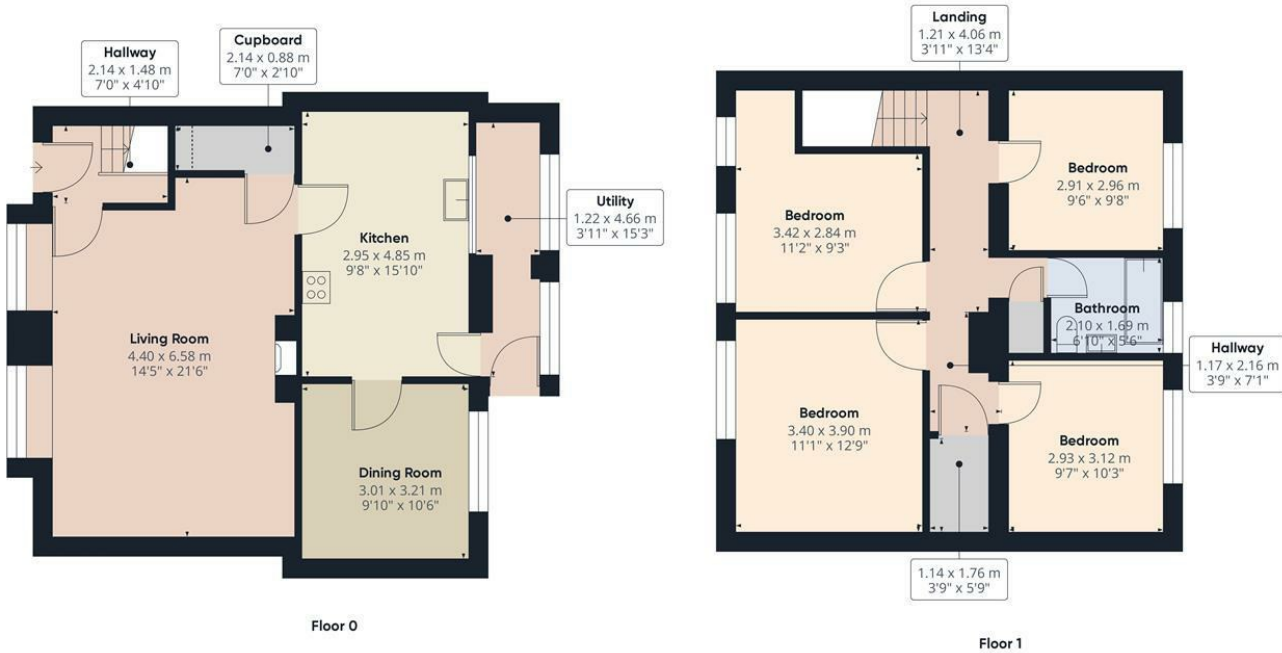 Hallway
2.14 x 1.48 m
7'0" x 4'10"
Cupboard
2.14 x 0.88 m
7'0" x 2'10"
Utility
1.22 x 4.66 m
3'11" x 15'3"
Kitchen
2.95 x 4.85 m
9'8" x 15'10"
Living Room
4.40 x 6.58 m
14'5" x 21'6"
Dining Room
3.01 x 3.21 m
9'10" x 10'6"
Floor 0
Landing
1.21 x 4.06 m
3'11" x 13'4"
Bedroom
2.91 x 2.96 m
9'6" x 9'8"
Bedroom
3.42 x 2.84 m
11'2" x 9'3"
Bathroom
2.10 x 1.69 m
6'10" x 5'6"
Hallway
1.17 x 2.16 m
3'9" x 7'1"
Bedroom
3.40 x 3.90 m
11'1" x 12'9"
Bedroom
2.93 x 3.12 m
9'7" x 10'3"
1.14 x 1.76 m
3'9" x 5'9"
Floor 1